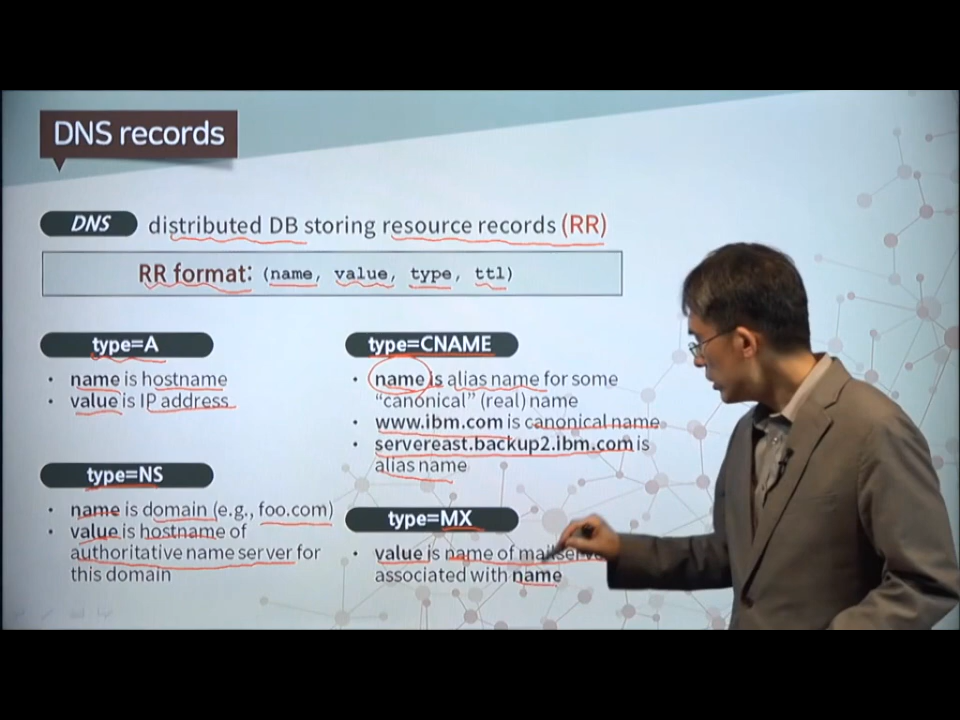 DNS records
DNS distributed DB storing resource records (RR)
RR format: (name, value, type, ttl)
type=A
• name is hostname
• value is IP address
type=NS
• name is domain (e.g., foo.com)
• value is hostname of
authoritative name server for
this domain
type=CNAME
• name is alias name for some
“canonical” (real) name
• www.ibm.com is canonical name
• servereast.backup2.ibm.com is
alias name
type=MX
• value is name of mailserv
associated with name